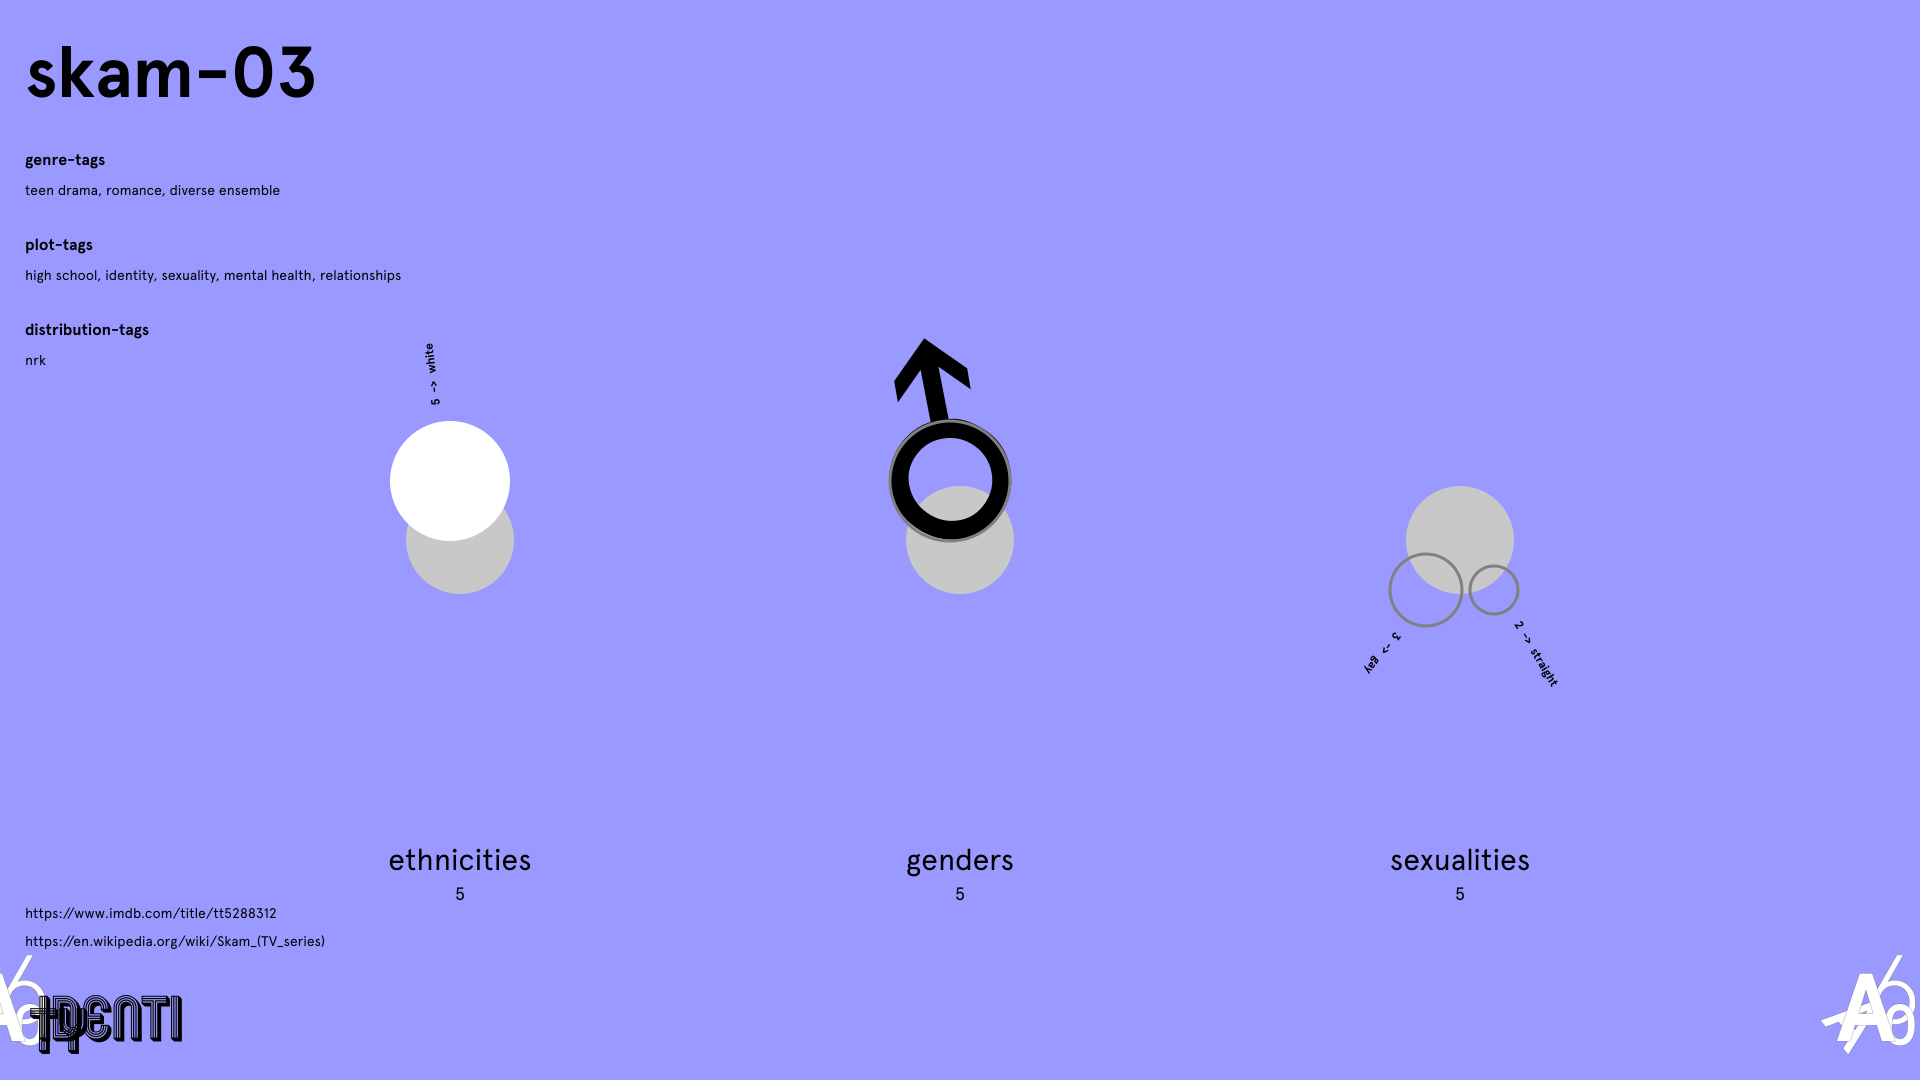 skam-03
genre-tags
teen drama, romance, diverse ensemble
plot-tags
high school, identity, sexuality, mental health, relationships
distribution-tags
nrk
5 -> white
3 -> gay
2 -> straight
ethnicities
5
genders
5
sexualities
5
https://www.imdb.com/title/tt5288312
https://en.wikipedia.org/wiki/Skam_(TV_series)
IDENTI